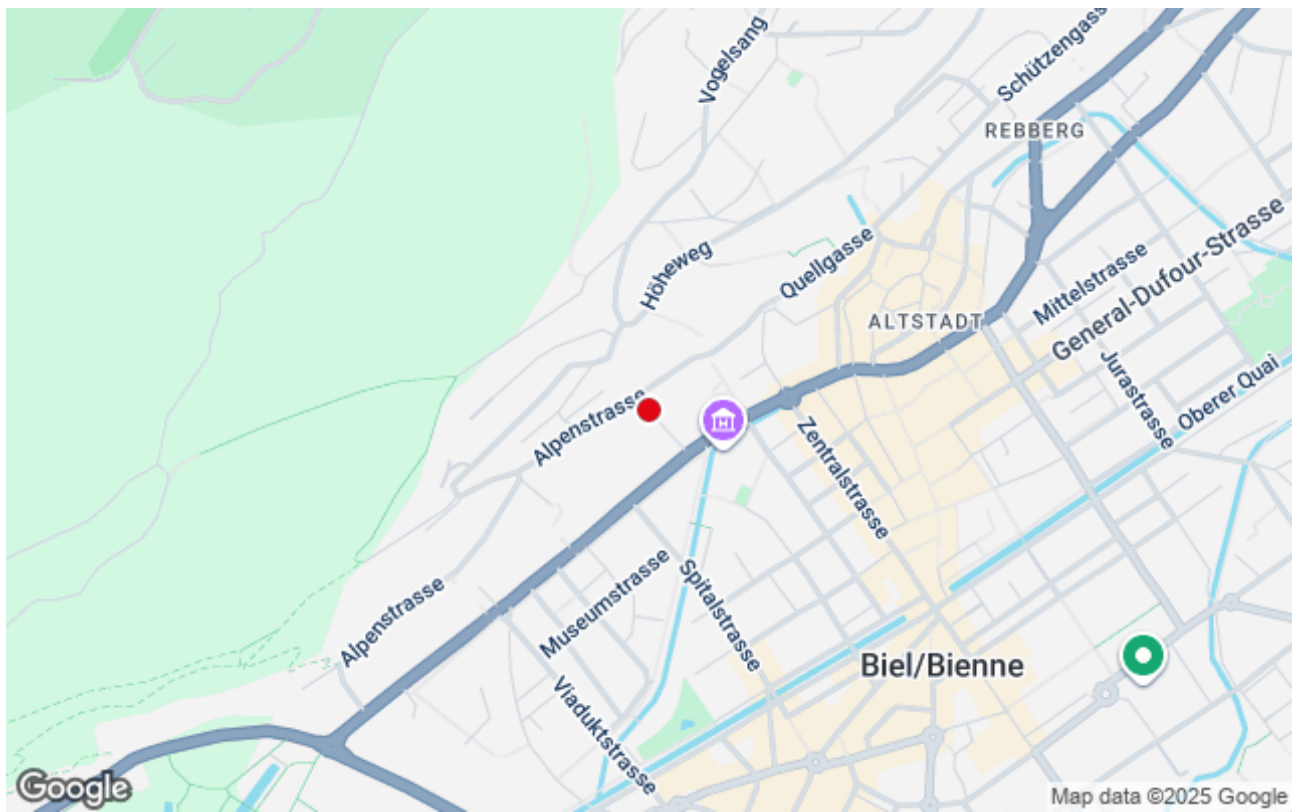 Vogelsang
Schützengass
REBBERG
Höheweg
Quellgasse
ALTSTADT
Mittelstrasse
General-Dufour-Strasse
Jurastrasse
Oberer Quai
Alpenstrasse
H
Zentralstrasse
Alpenstrasse
Museumstrasse
Spitalstrasse
Biel/Bienne
Viaduktstrasse
Google
Map data ©2025 Google